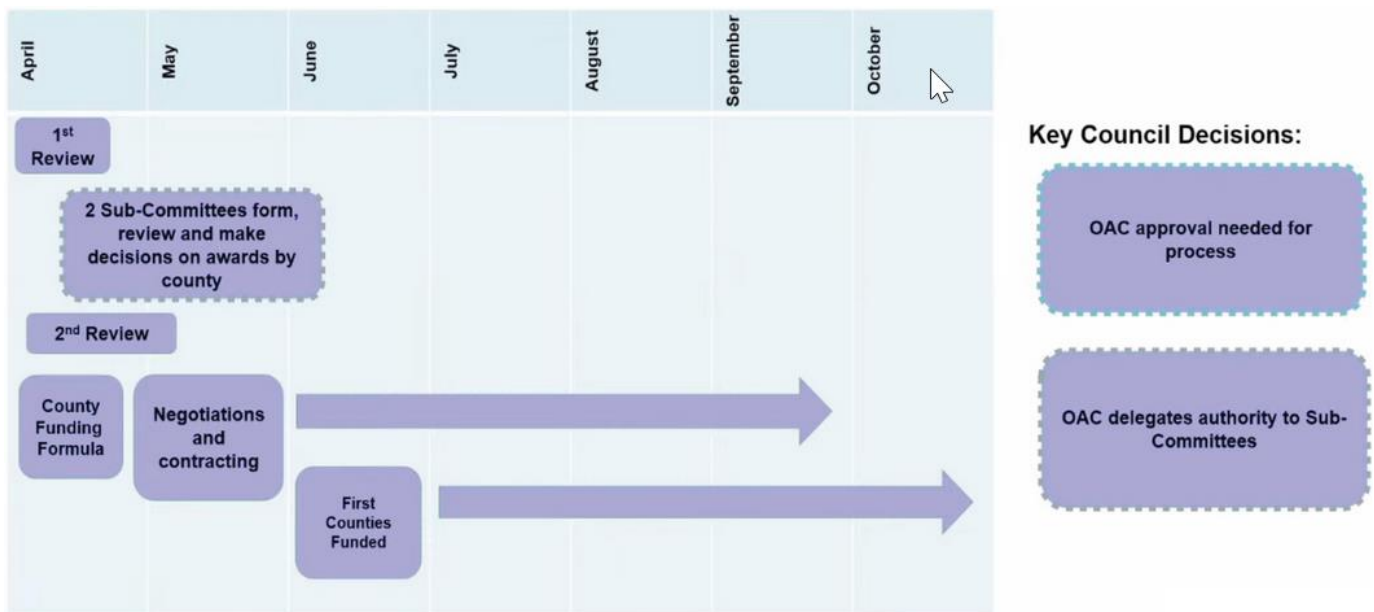 April
May
June
July
August
September
October
1st
Review
2 Sub-Committees form,
review and make
decisions on awards by
county
2nd Review
County
Funding
Formula
Negotiations
and
contracting
First
Counties
Funded
Key Council Decisions:
OAC approval needed for
process
OAC delegates authority to Sub-
Committees